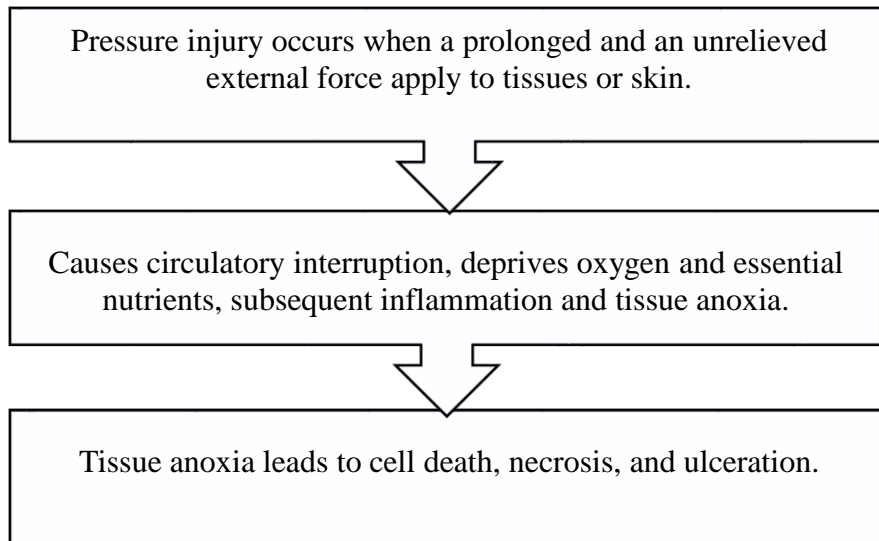 Pressure injury occurs when a prolonged and an unrelieved
external force apply to tissues or skin.
Causes circulatory interruption, deprives oxygen and essential
nutrients, subsequent inflammation and tissue anoxia.
Tissue anoxia leads to cell death, necrosis, and ulceration.